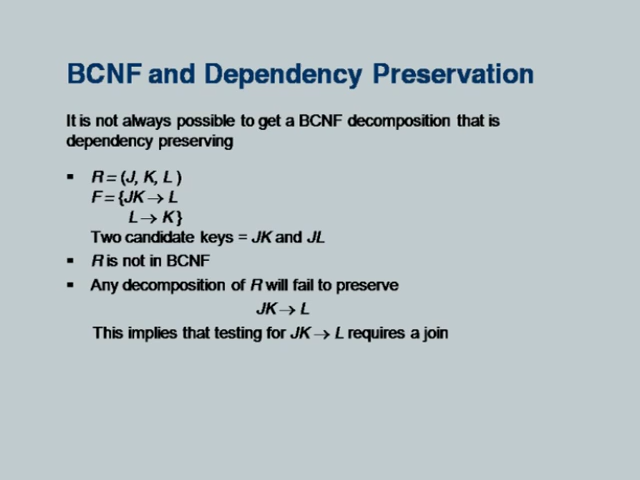 BCNF and Dependency Preservation
It is not always possible to get a BCNF decomposition that is
dependency preserving
▪ R = (J, K, L )
F = {JK → L
L → K }
Two candidate keys = JK and JL
▪ R is not in BCNF
▪ Any decomposition of R will fail to preserve
JK → L
This implies that testing for JK → L requires a join